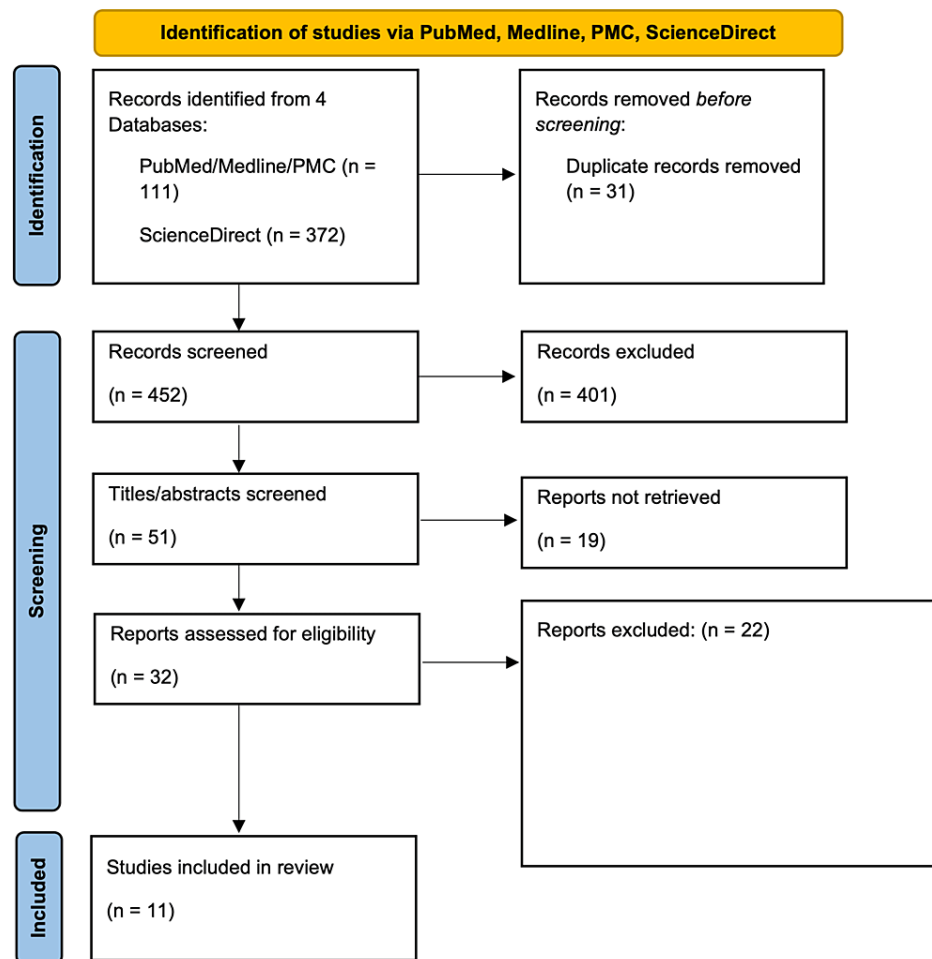 Identification of studies via PubMed, Medline, PMC, ScienceDirect
Identification
Records identified from 4
Databases:
PubMed/Medline/PMC (n =
111)
ScienceDirect (n = 372)
Records removed before
screening:
Duplicate records removed
(n = 31)
Screening
Records screened
(n = 452)
Records excluded
(n = 401)
Titles/abstracts screened
(n = 51)
Reports not retrieved
(n = 19)
Reports assessed for eligibility
(n = 32)
Reports excluded: (n = 22)
Included
Studies included in review
(n = 11)